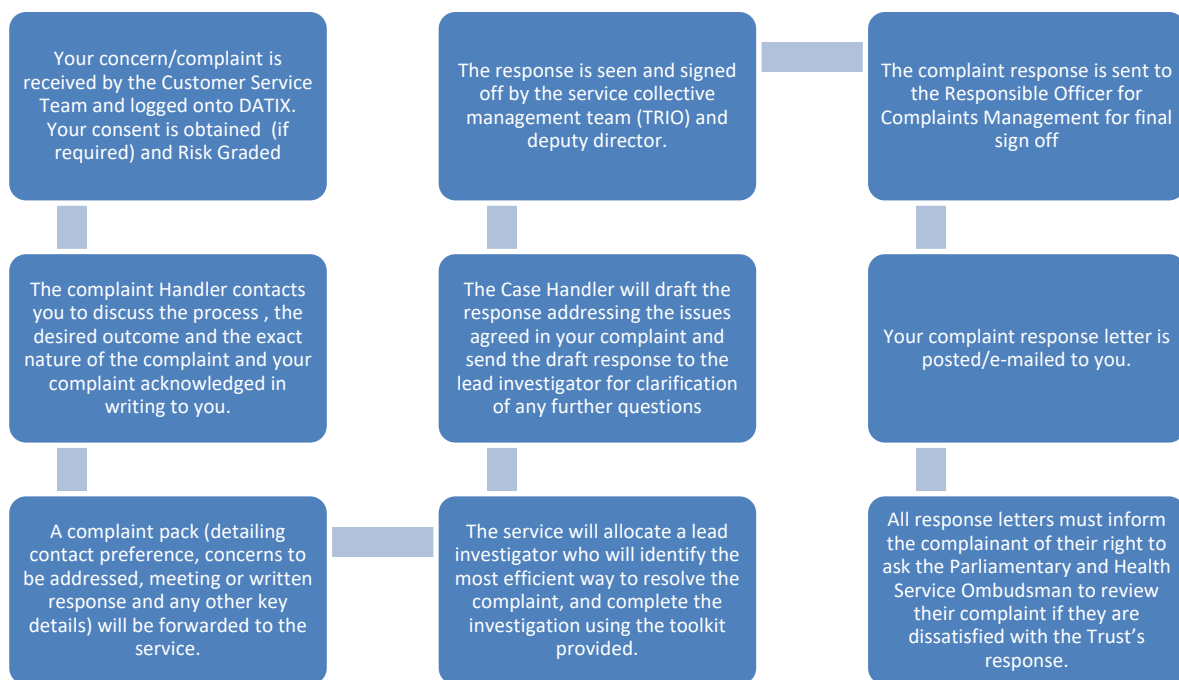 Your concern/complaint is
received by the Customer Service
Team and logged onto DATIX.
Your consent is obtained  (if
required) and Risk Graded
The complaint Handler contacts
you to discuss the process , the
desired outcome and the exact
nature of the complaint and your
complaint acknowledged in
writing to you.
A complaint pack (detailing
contact preference, concerns to
be addressed, meeting or written
response and any other key
details) will be forwarded to the
service.
The service will allocate a lead
investigator who will identify the
most efficient way to resolve the
complaint, and complete the
investigation using the toolkit
provided.
The Case Handler will draft the
response addressing the issues
agreed in your complaint and
send the draft response to the
lead investigator for clarification
of any further questions
The response is seen and signed
off by the service collective
management team (TRIO) and
deputy director.
The complaint response is sent to
the Responsible Officer for
Complaints Management for final
sign off
Your complaint response letter is
posted/e-mailed to you.
All response letters must inform
the complainant of their right to
ask the Parliamentary and Health
Service Ombudsman to review
their complaint if they are
dissatisfied with the Trust’s
response.